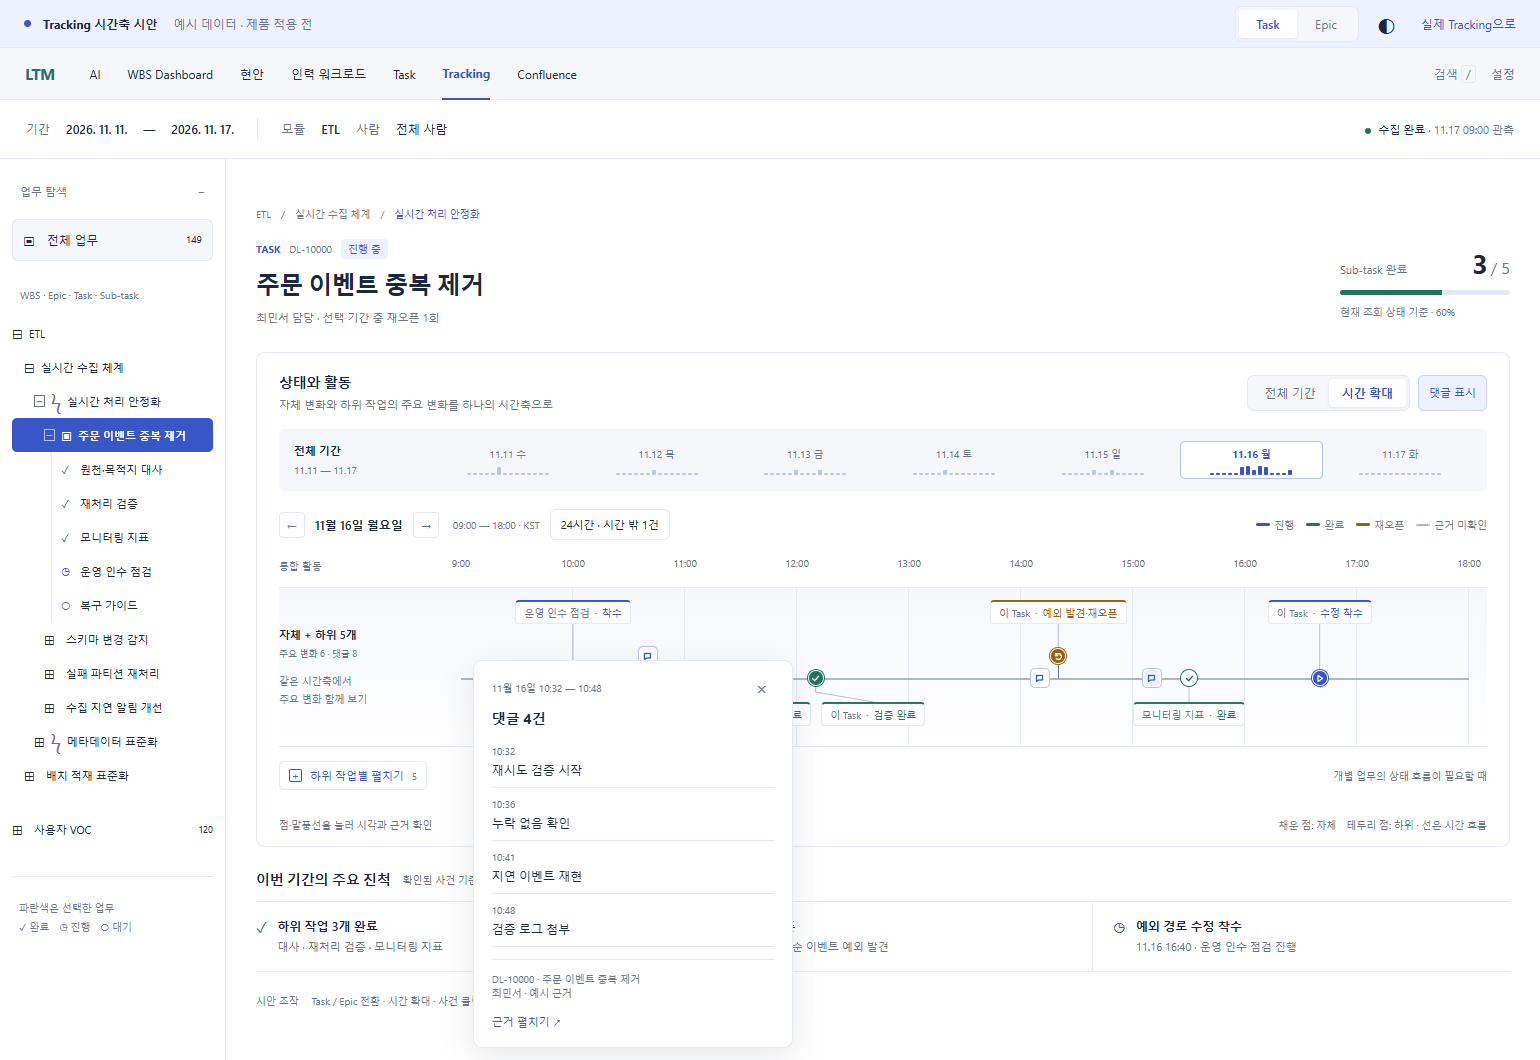 Tracking 시간축 시안 예시 데이터 · 제품 적용 전 Task Epic 실제 Tracking으로
LTM AI WBS Dashboard 현안 인력 워크로드 Task Tracking Confluence 검색 / 설정
기간 2026. 11. 11. — 2026. 11. 17. 모듈 ETL 사람 전체 사람 수집 완료 · 11.17 09:00 관측
업무 탐색 −
전체 업무 149
WBS · Epic · Task · Sub-task
ETL
실시간 수집 체계
실시간 처리 안정화
주문 이벤트 중복 제거
✓ 원천·목적지 대사
✓ 재처리 검증
✓ 모니터링 지표
운영 인수 점검
복구 가이드
스키마 변경 감지
실패 파티션 재처리
수집 지연 알림 개선
메타데이터 표준화
배치 적재 표준화
사용자 VOC 120
파란색은 선택한 업무
✓ 완료 ◷ 진행 ○ 대기
ETL / 실시간 수집 체계 / 실시간 처리 안정화
TASK DL-10000 진행 중
주문 이벤트 중복 제거
최민서 담당 · 선택 기간 중 재오픈 1회
Sub-task 완료 3 / 5
현재 조회 상태 기준 · 60%
상태와 활동
자체 변화와 하위 작업의 주요 변화를 하나의 시간축으로
전체 기간 시간 확대 댓글 표시
전체 기간
11.11 — 11.17
11.11 수 11.12 목 11.13 금 11.14 토 11.15 일 11.16 월 11.17 화
← 11월 16일 월요일 → 09:00 — 18:00 · KST 24시간 · 시간 밖 1건
진행 완료 재오픈 근거 미확인
통합 활동 9:00 10:00 11:00 12:00 13:00 14:00 15:00 16:00 17:00 18:00
운영 인수 점검 · 착수 이 Task · 예외 발견·재오픈 이 Task · 수정 착수
자체 + 하위 5개
주요 변화 6 · 댓글 8
같은 시간축에서
주요 변화 함께 보기
료 이 Task · 검증 완료 모니터링 지표 · 완료
+ 하위 작업별 펼치기 5
개별 업무의 상태 흐름이 필요할 때
점·말풍선을 눌러 시각과 근거 확인
채운 점: 자체 테두리 점: 하위 · 선은 시간 흐름
11월 16일 10:32 — 10:48 ×
댓글 4건
10:32
재시도 검증 시작
10:36
누락 없음 확인
10:41
지연 이벤트 재현
10:48
검증 로그 첨부
DL-10000 · 주문 이벤트 중복 제거
최민서 · 예시 근거
근거 펼치기 ↗
이번 기간의 주요 진척 확인된 사건 기준
✓ 하위 작업 3개 완료
대사 · 재처리 검증 · 모니터링 지표
순 이벤트 예외 발견
예외 경로 수정 착수
11.16 16:40 · 운영 인수 점검 진행
시안 조작 Task / Epic 전환 · 시간 확대 · 사건 클